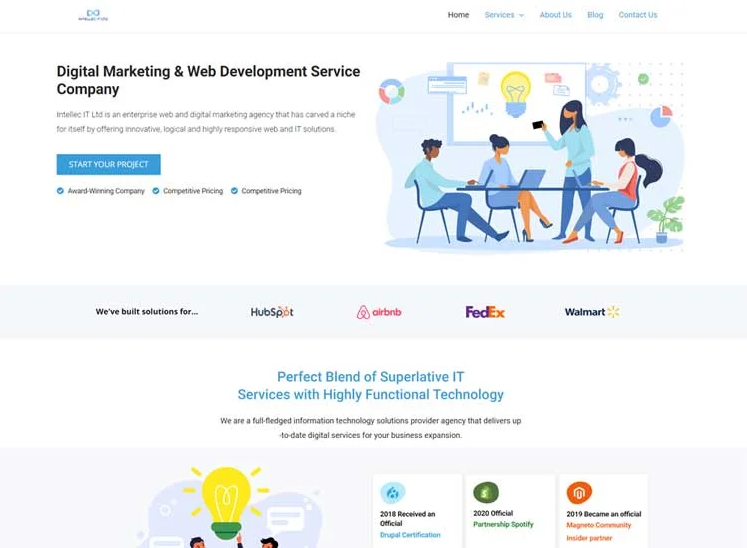 Home Services About Us Blog Contact Us
Digital Marketing & Web Development Service
Company
Intellec IT Ltd is an enterprise web and digital marketing agency that has carved a niche
for itself by offering innovative, logical and highly responsive web and IT solutions.
START YOUR PROJECT
Award-Winning Company Competitive Pricing Competitive Pricing
We've built solutions for... HubSpot airbnb FedEx Walmart
Perfect Blend of Superlative IT
Services with Highly Functional Technology
We are a full-fledged information technology solutions provider agency that delivers up
-to-date digital services for your business expansion.
2018 Received an
Official
Drupal Certification
2020 Official
Partnership Spotify
2019 Became an official
Magneto Community
Insider partner